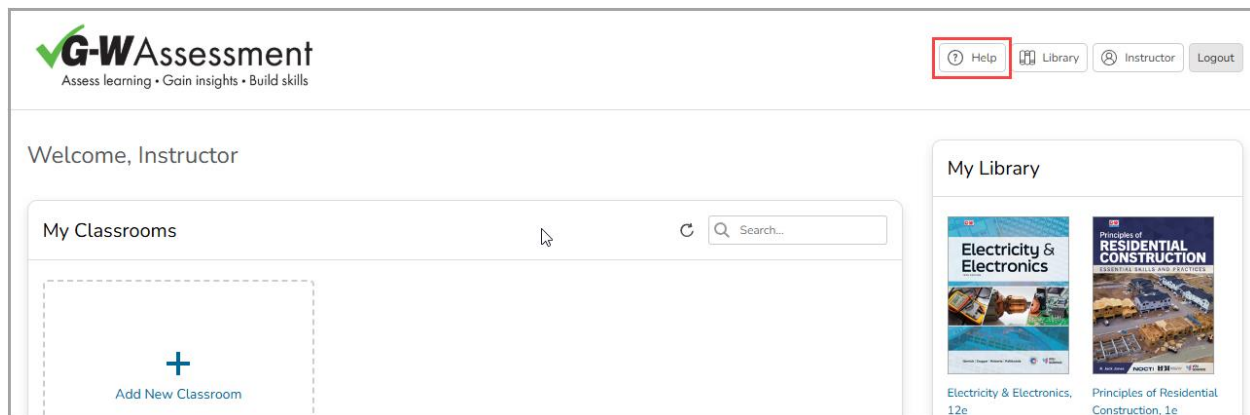 G-W Assessment
Assess learning • Gain insights • Build skills
Help
Library
Instructor
Logout
Welcome, Instructor
My Classrooms
Search...
Add New Classroom
My Library
Electricity &
Electronics
Principles of
RESIDENTIAL
CONSTRUCTION
ESSENTIAL SKILLS AND PRACTICES
NOCTI
Electricity & Electronics,
12e
Principles of Residential
Construction, 1e